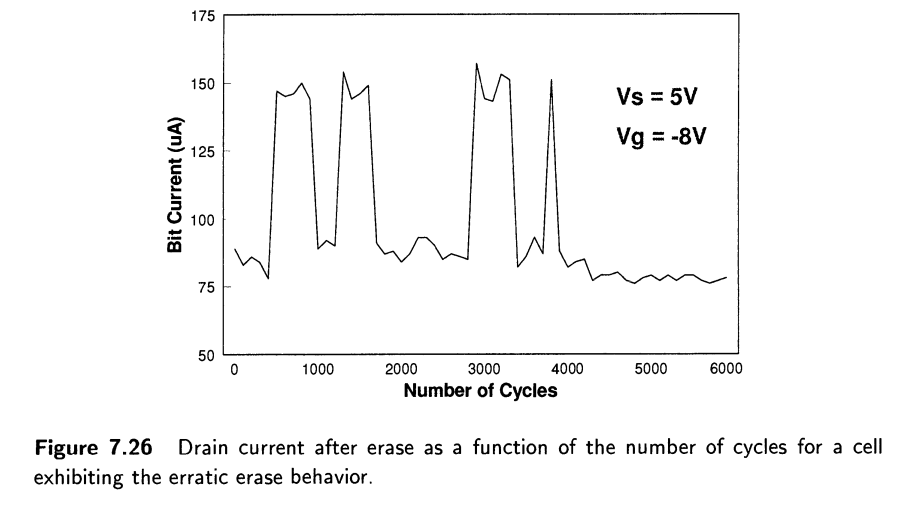 175
150
125
100
75
50
Bit Current (uA)
Vs = 5V
Vg = -8V
0 1000 2000 3000 4000 5000 6000
Number of Cycles
Figure 7.26 Drain current after erase as a function of the number of cycles for a cell
exhibiting the erratic erase behavior.